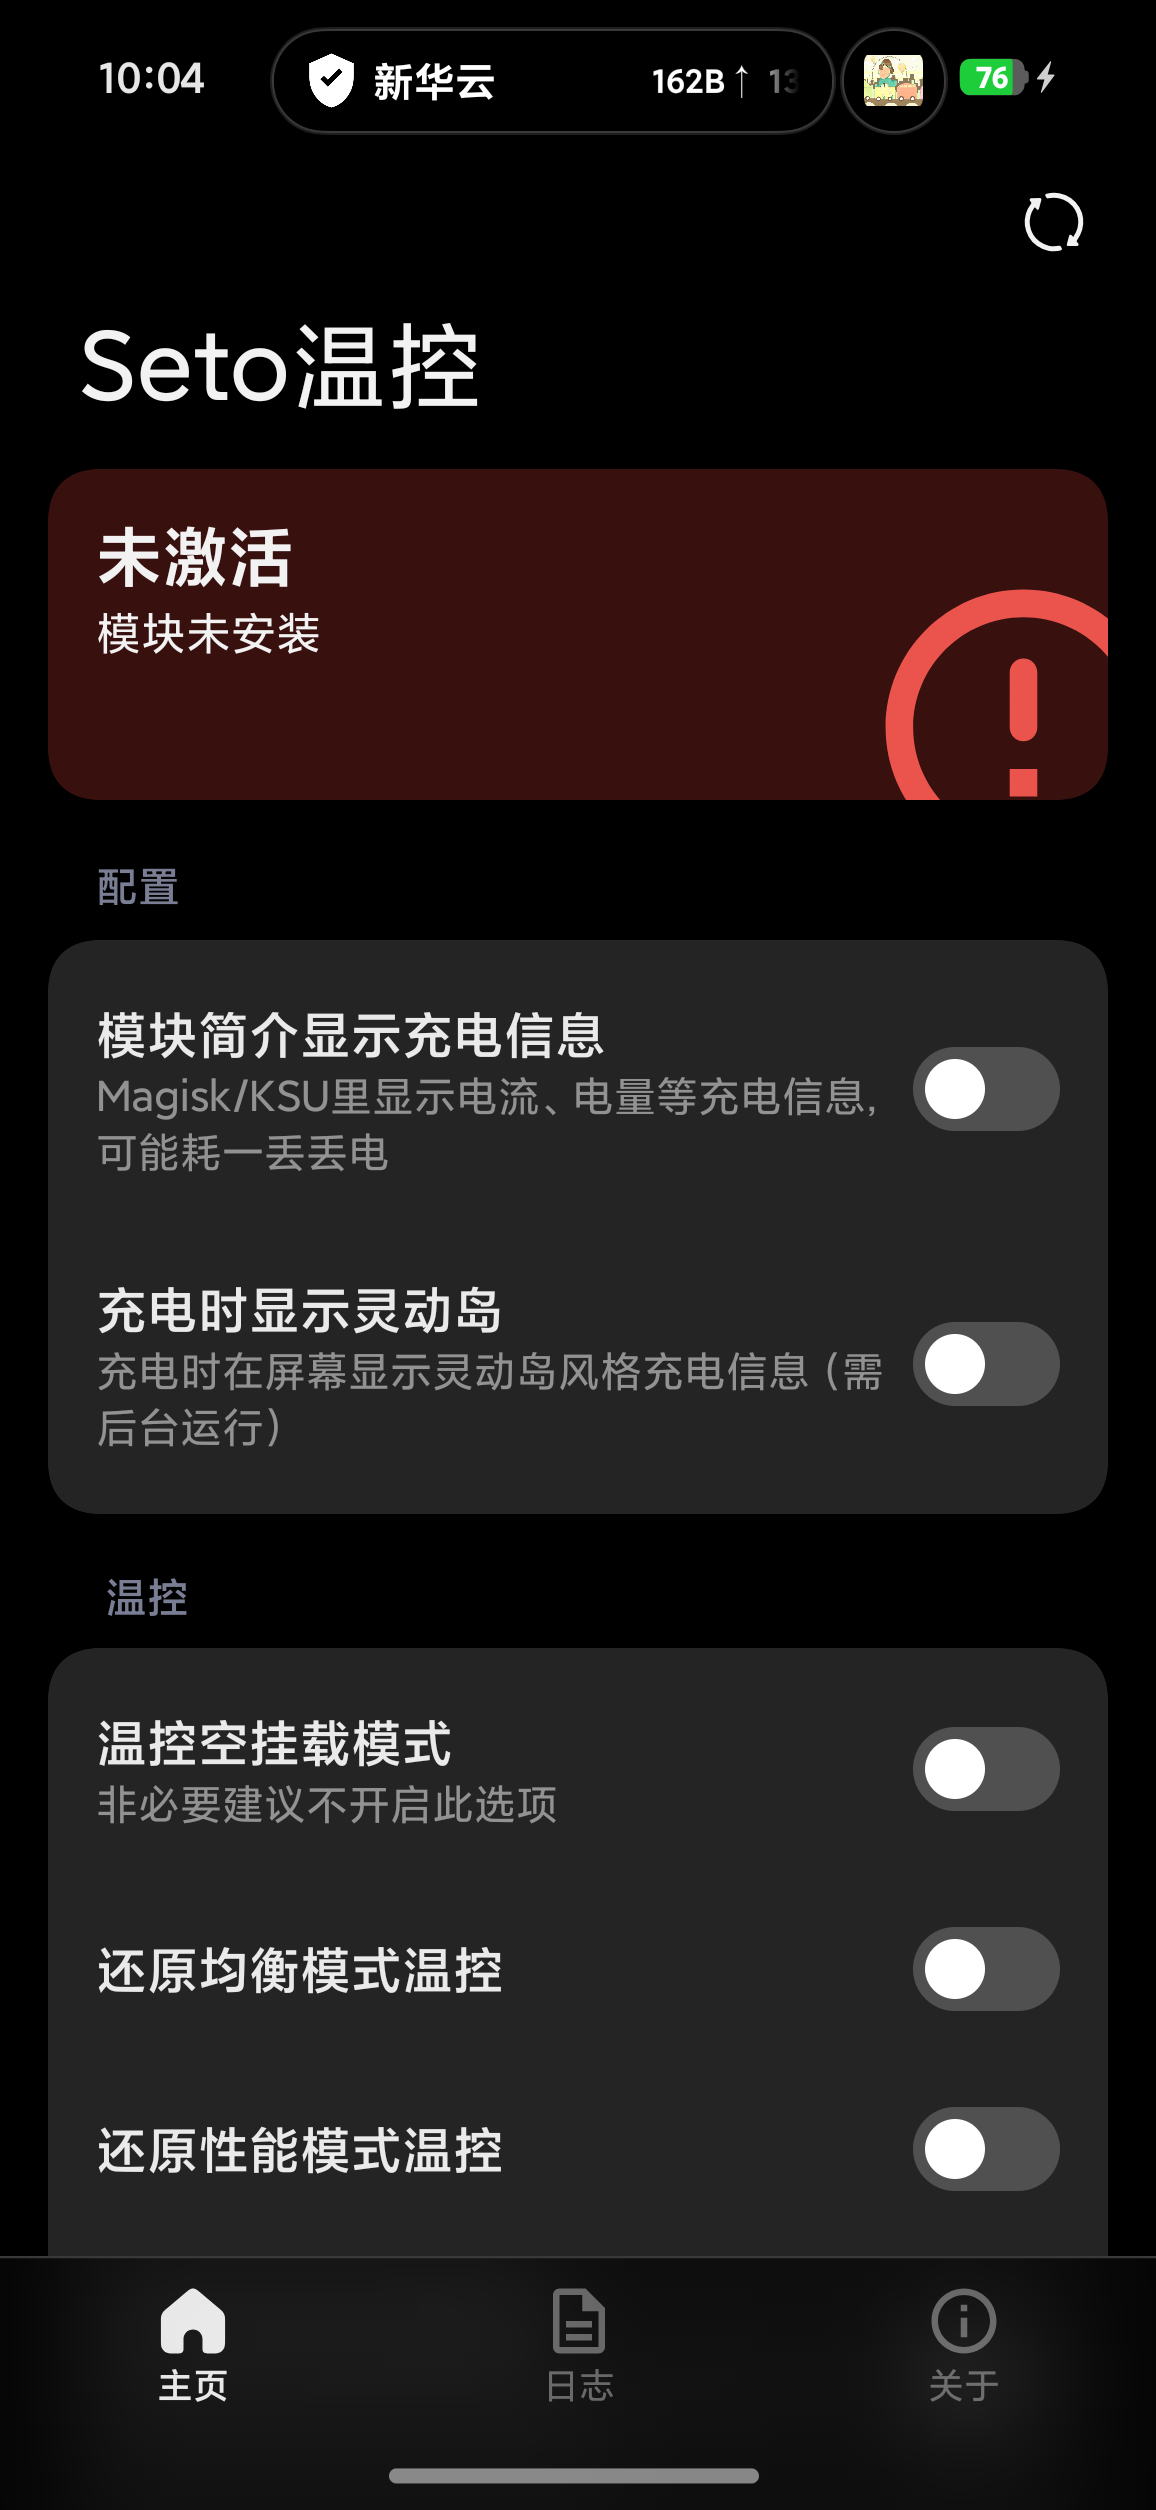 10:04
新华云
162B↑ 13
76
Seto温控
未激活
模块未安装
配置
模块简介显示充电信息
Magisk/KSU里显示电流、电量等充电信息，
可能耗一丢丢电
充电时显示灵动岛
充电时在屏幕显示灵动岛风格充电信息（需
后台运行）
温控
温控空挂载模式
非必要建议不开启此选项
还原均衡模式温控
还原性能模式温控
主页
日志
关于